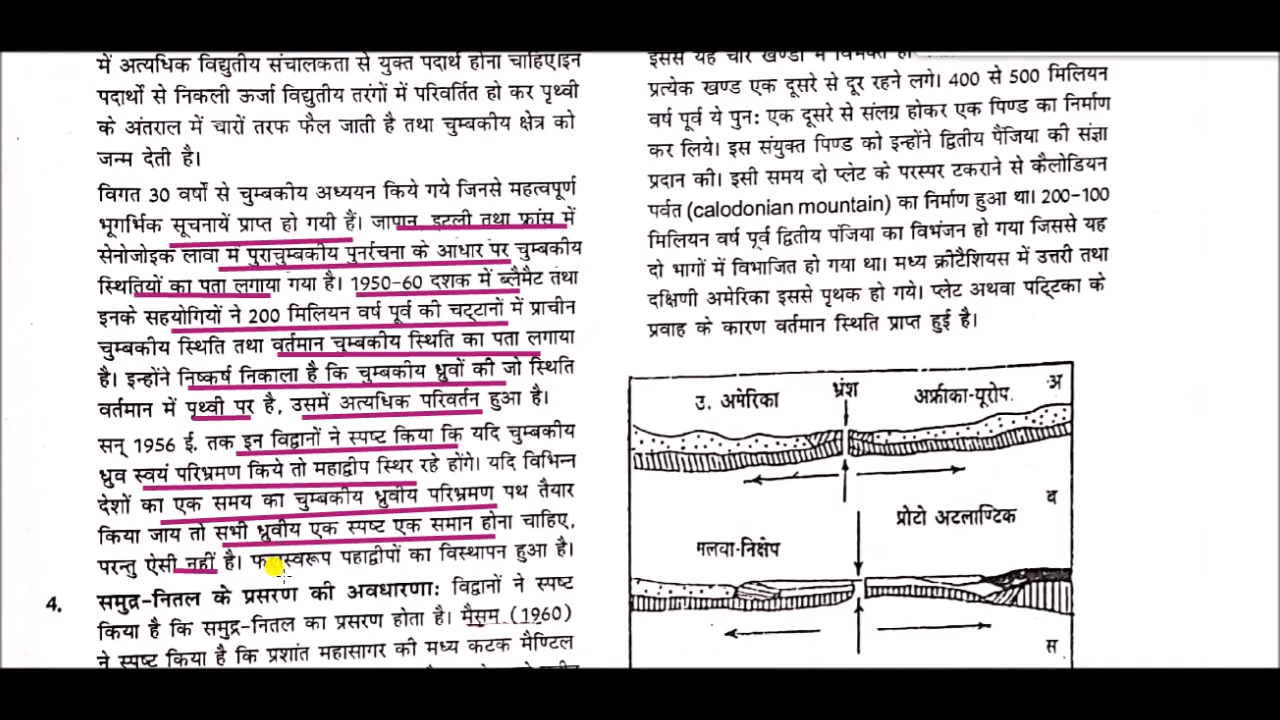 में अत्यधिक विद्युतीय संचालकता से युक्त पदार्थ होना चाहिए।इन
पदार्थों से निकली ऊर्जा विद्युतीय तरंगों में परिवर्तित हो कर पृथ्वी
के अंतराल में चारों तरफ फैल जाती है तथा चुम्बकीय क्षेत्र को
जन्म देती है।
विगत 30 वर्षों से चुम्बकीय अध्ययन किये गये जिनसे महत्वपूर्ण
भूगर्भिक सूचनायें प्राप्त हो गयी हैं। जापान, इटली तथा फ्रांस में
सेनोजोइक लावा में पुराचुम्बकीय पुनर्रचना के आधार पर चुम्बकीय
स्थितियों का पता लगाया गया है। 1950-60 दशक में ब्लैमैट तथा
इनके सहयोगियों ने 200 मिलियन वर्ष पूर्व की चट्टानों में प्राचीन
चुम्बकीय स्थिति तथा वर्तमान चुम्बकीय स्थिति का पता लगाया
है। इन्होंने निष्कर्ष निकाला है कि चुम्बकीय ध्रुवों की जो स्थिति
वर्तमान में पृथ्वी पर है, उसमें अत्यधिक परिवर्तन हुआ है।
सन् 1956 ई. तक इन विद्वानों ने स्पष्ट किया कि यदि चुम्बकीय
ध्रुव स्वयं परिभ्रमण किये तो महाद्वीप स्थिर रहे होंगे। यदि विभिन्न
देशों का एक समय का चुम्बकीय ध्रुवीय परिभ्रमण पथ तैयार
किया जाय तो सभी ध्रुवीय एक स्पष्ट एक समान होना चाहिए,
परन्तु ऐसी नहीं है। पहाद्वीपों का विस्थापन हुआ है।
4. समुद्र-नितल के प्रसरण की अवधारणा: विद्वानों ने स्पष्ट
किया है कि समुद्र-नितल का प्रसरण होता है। मैसम (1960)
ने स्पष्ट किया है कि प्रशांत महासागर की मध्य कटक मैण्टिल
इससे यह चार खण्डों में
प्रत्येक खण्ड एक दूसरे से दूर रहने लगे। 400 से 500 मिलियन
वर्ष पूर्व ये पुन: एक दूसरे से संलग्र होकर एक पिण्ड का निर्माण
कर लिये। इस संयुक्त पिण्ड को इन्होंने द्वितीय पैंजिया की संज्ञा
प्रदान की। इसी समय दो प्लेट के परस्पर टकराने से कैलोडियन
पर्वत (calodonian mountain) का निर्माण हुआ था। 200-100
मिलियन वर्ष पूर्व द्वितीय पंजिया का विभंजन हो गया जिससे यह
दो भागों में विभाजित हो गया था। मध्य क्रीटैशियस में उत्तरी तथा
दक्षिणी अमेरिका इससे पृथक हो गये। प्लेट अथवा पट्टिका के
प्रवाह के कारण वर्तमान स्थिति प्राप्त हुई है।
उ. अमेरिका भ्रंश अफ्रीका-यूरोप. अ
प्रोटो अटलाण्टिक ब
मलवा-निक्षेप
स